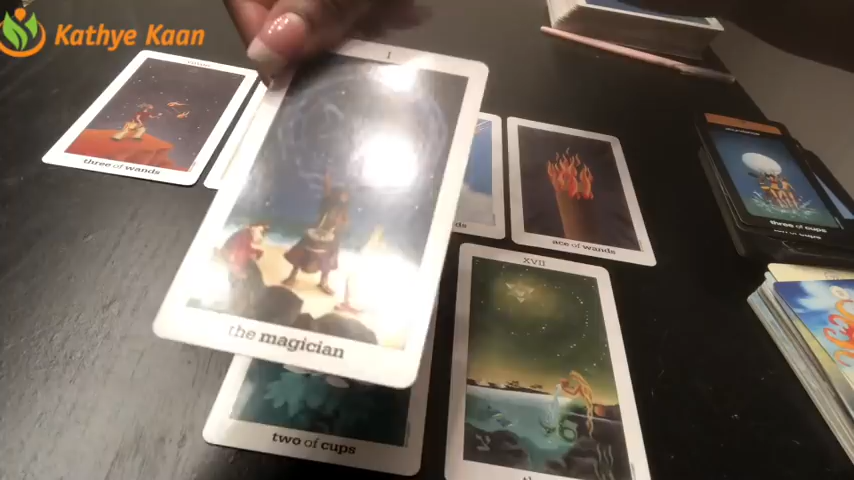 Kathye Kaan
I
three of wands
the magician
ace of wands
XVII
two of cups
three of cups